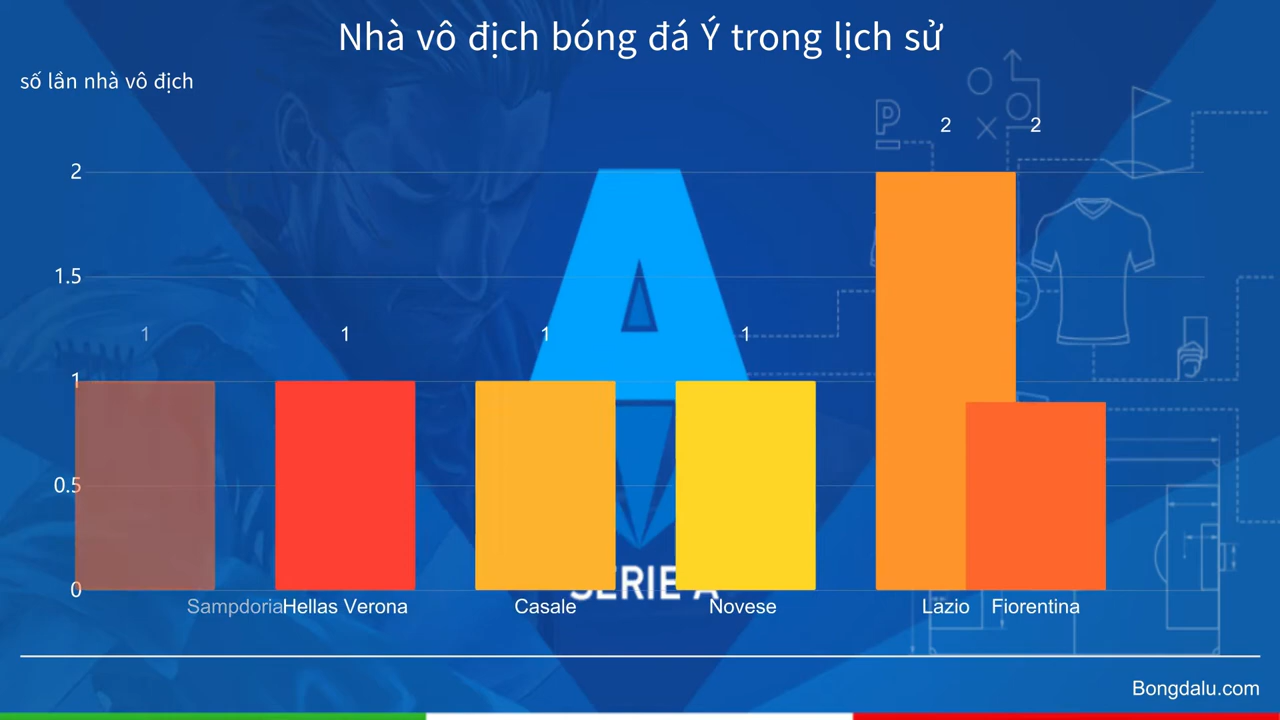 Nhà vô địch bóng đá Ý trong lịch sử
số lần nhà vô địch
P
2 2
2
1.5
1 1 1 1
1
S
0.5
0
SERIE A
Sampdoria Hellas Verona Casale Novese Lazio Fiorentina
Bongdalu.com